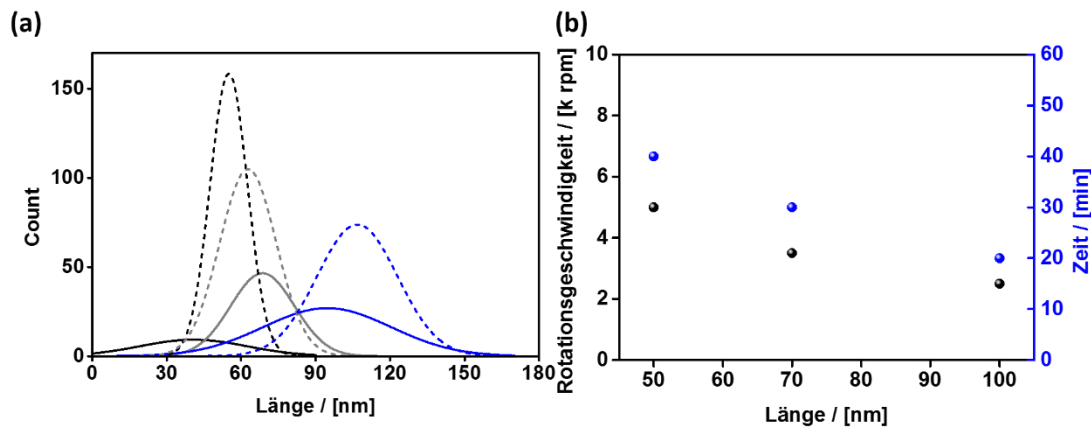 (a)
Count
150
100
50
0
0 30 60 90 120 150 180
Länge / [nm]
(b)
Rotationsgeschwindigkeit / [k rpm]
10
8
6
4
2
0
50 60 70 80 90 100
Länge / [nm]
60
50
40
30
20
10
0
Zeit / [min]